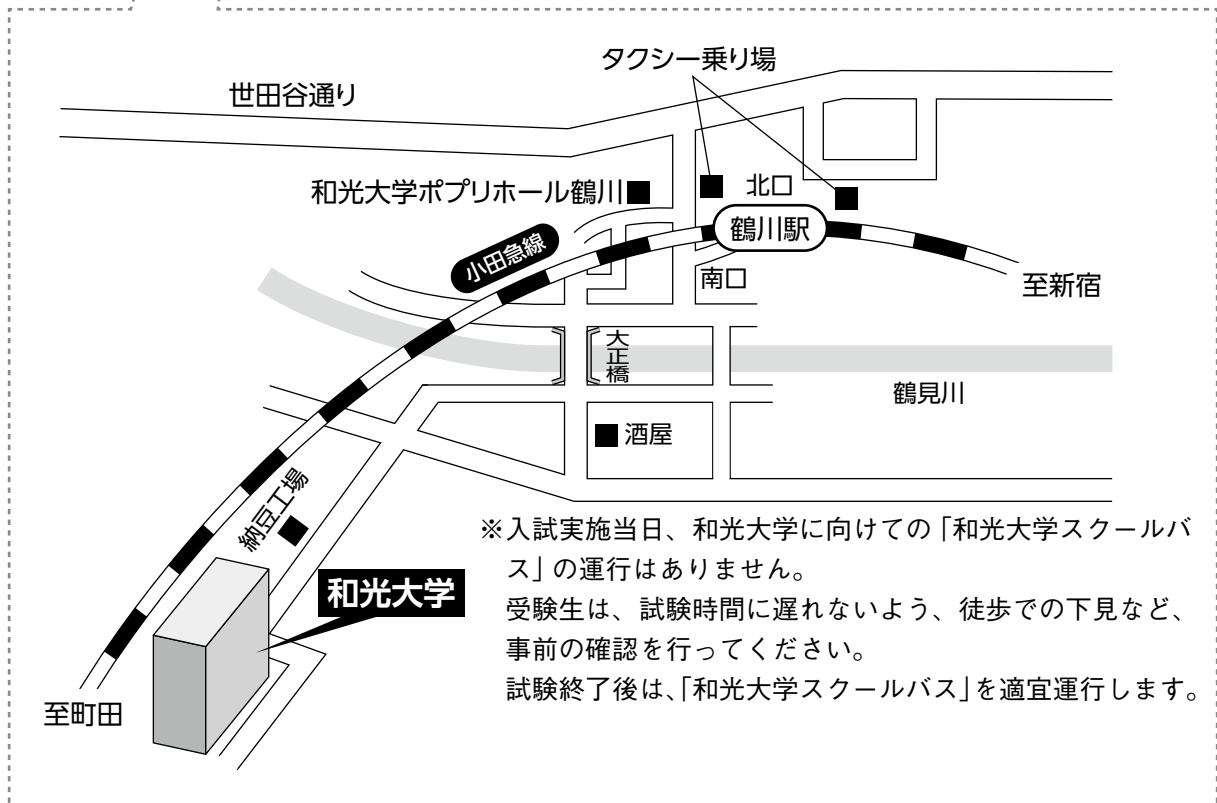 タクシー乗り場
世田谷通り
和光大学ポプリホール鶴川
北口
鶴川駅
小田急線
南口
至新宿
大正橋
鶴見川
酒屋
納豆工場
和光大学
至町田
※入試実施当日、和光大学に向けての「和光大学スクールバ
ス」の運行はありません。
受験生は、試験時間に遅れないよう、徒歩での下見など、
事前の確認を行ってください。
試験終了後は、「和光大学スクールバス」を適宜運行します。